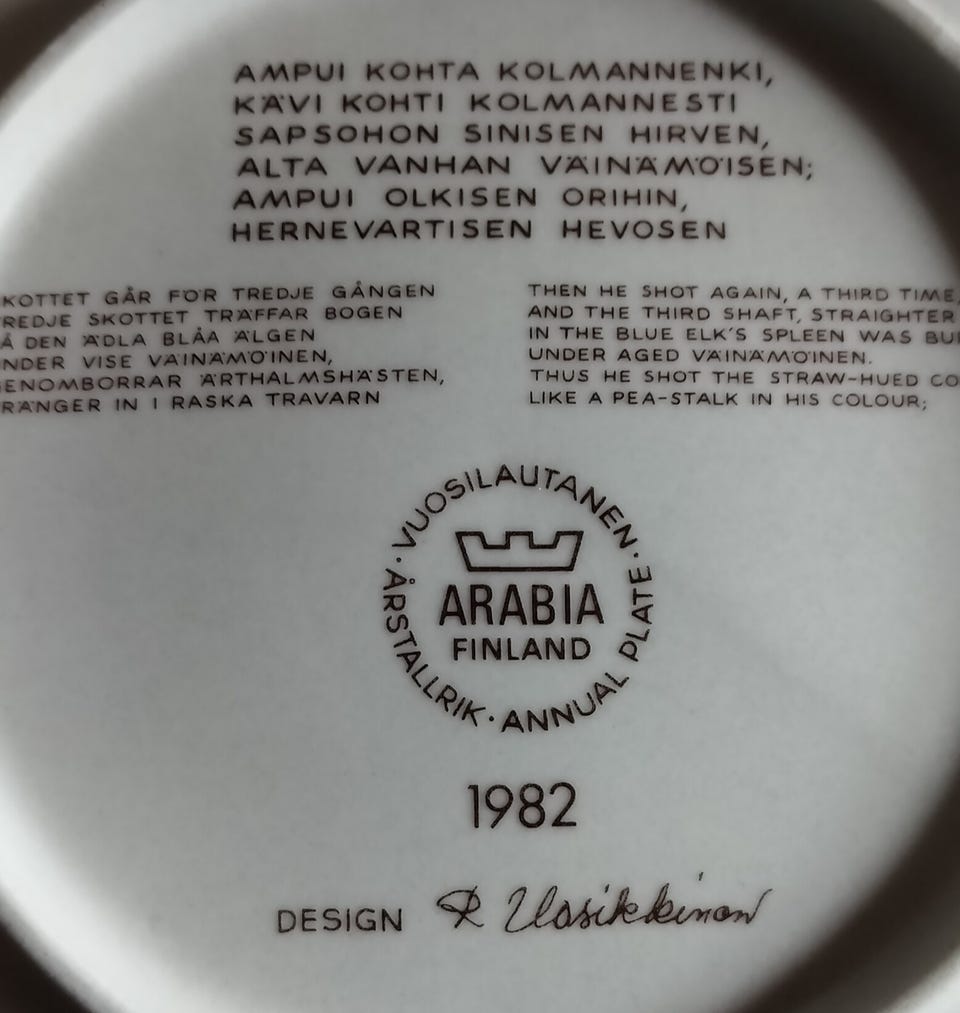 AMPUI KOHTA KOLMANNENKI,
KÄVI KOHTI KOLMANNESTI
SAPSOHON SINISEN HIRVEN,
ALTA VANHAN VÄINÄMÖISEN;
AMPUI OLKISEN ORIHIN,
HERNEVARTISEN HEVOSEN
KOTTET GÅR FÖR TREDJE GÅNGEN
REDJE SKOTTET TRÄFFAR BOGEN
Å DEN ÄDLA BLÅA ÄLGEN
NDER VISE VÄINÄMÖINEN,
ENOMBORRAR ÄRTHALMSHÄSTEN,
RÄNGER IN I RASKA TRAVARN
THEN HE SHOT AGAIN, A THIRD TIME,
AND THE THIRD SHAFT, STRAIGHTER
IN THE BLUE ELK'S SPLEEN WAS BU
UNDER AGED VÄINÄMÖINEN.
THUS HE SHOT THE STRAW-HUED CO
LIKE A PEA-STALK IN HIS COLOUR;
· VUOSILAUTANEN ·
ARABIA
FINLAND
ÅRSTALLRIK · ANNUAL PLATE
1982
DESIGN R Uosikkinen